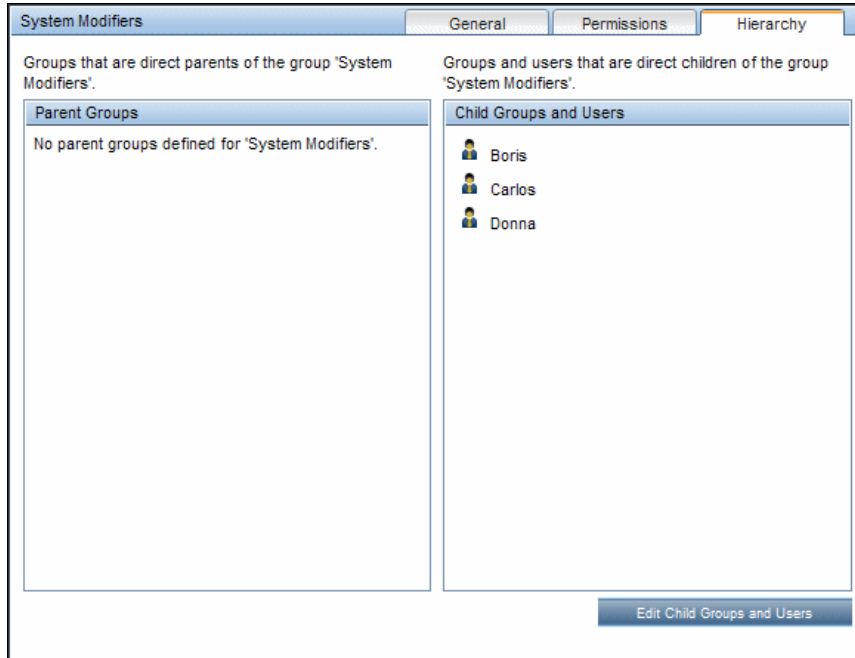 System Modifiers
General
Permissions
Hierarchy
Groups that are direct parents of the group 'System
Modifiers'.
Parent Groups
No parent groups defined for 'System Modifiers'.
Groups and users that are direct children of the group
'System Modifiers'.
Child Groups and Users
Boris
Carlos
Donna
Edit Child Groups and Users